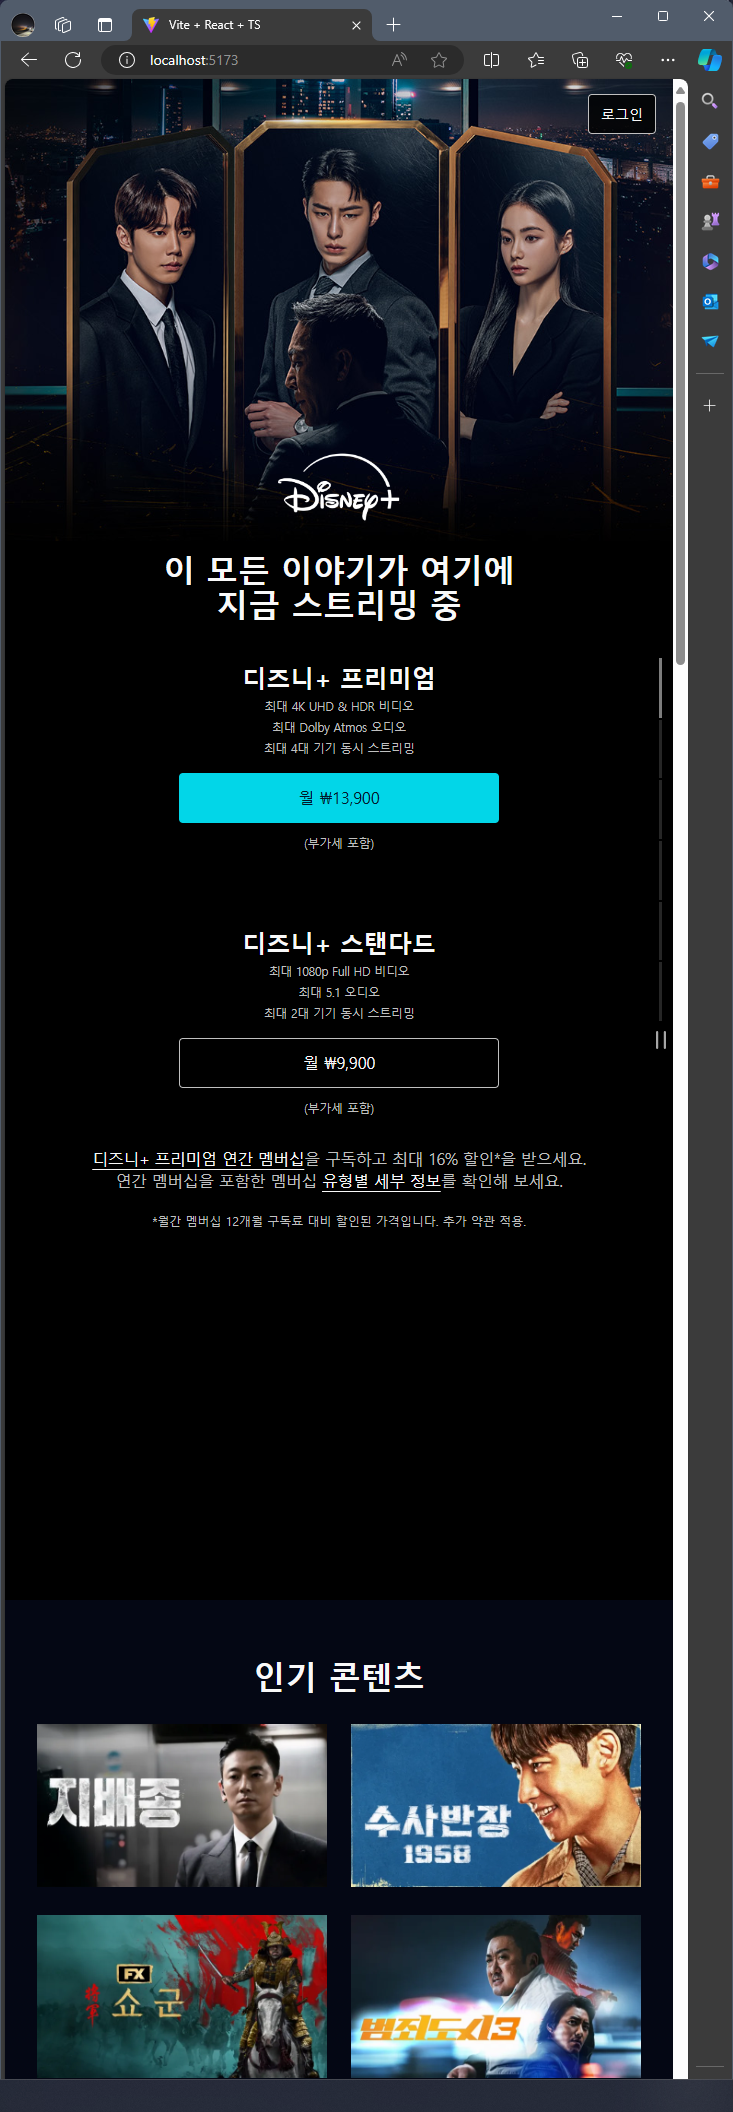 Vite + React + TS
localhost:5173
로그인
Disney+
이 모든 이야기가 여기에
지금 스트리밍 중
디즈니+ 프리미엄
최대 4K UHD & HDR 비디오
최대 Dolby Atmos 오디오
최대 4대 기기 동시 스트리밍
월 ₩13,900
(부가세 포함)
디즈니+ 스탠다드
최대 1080p Full HD 비디오
최대 5.1 오디오
최대 2대 기기 동시 스트리밍
월 ₩9,900
(부가세 포함)
디즈니+ 프리미엄 연간 멤버십을 구독하고 최대 16% 할인*을 받으세요.
연간 멤버십을 포함한 멤버십 유형별 세부 정보를 확인해 보세요.
*월간 멤버십 12개월 구독료 대비 할인된 가격입니다. 추가 약관 적용.
인기 콘텐츠
지배종
수사반장
1958
FX
将軍
쇼군
범죄도시3